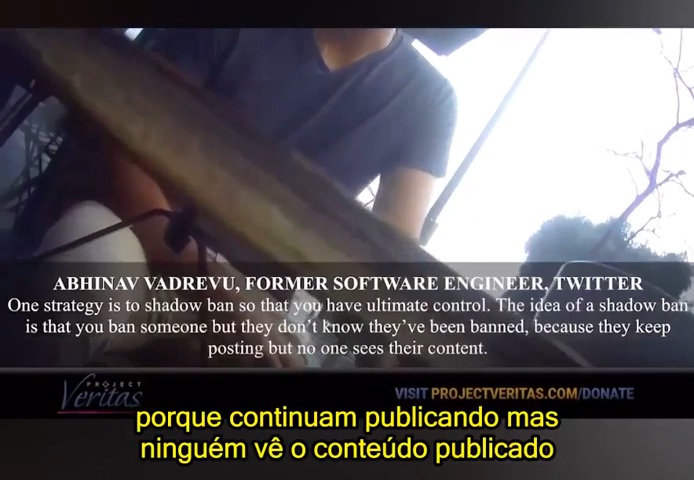 ABHINAV VADREVU, FORMER SOFTWARE ENGINEER, TWITTER
One strategy is to shadow ban so that you have ultimate control. The idea of a shadow ban
is that you ban someone but they don't know they've been banned, because they keep
posting but no one sees their content.
PROJECT
Veritas
VISIT PROJECTVERITAS.COM/DONATE
porque continuam publicando mas
ninguém vê o conteúdo publicado